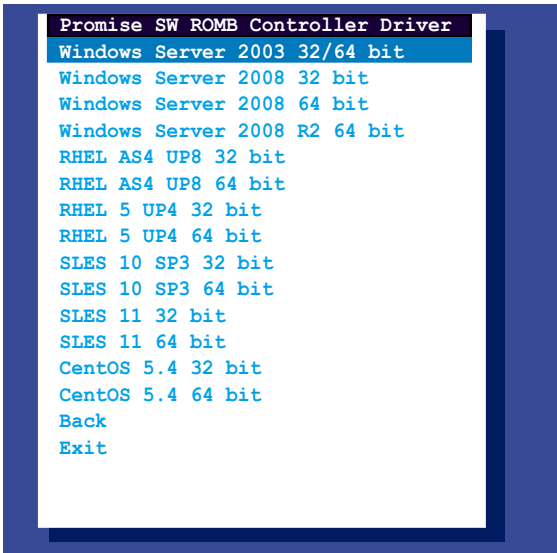 Promise SW ROMB Controller Driver
Windows Server 2003 32/64 bit
Windows Server 2008 32 bit
Windows Server 2008 64 bit
Windows Server 2008 R2 64 bit
RHEL AS4 UP8 32 bit
RHEL AS4 UP8 64 bit
RHEL 5 UP4 32 bit
RHEL 5 UP4 64 bit
SLES 10 SP3 32 bit
SLES 10 SP3 64 bit
SLES 11 32 bit
SLES 11 64 bit
CentOS 5.4 32 bit
CentOS 5.4 64 bit
Back
Exit